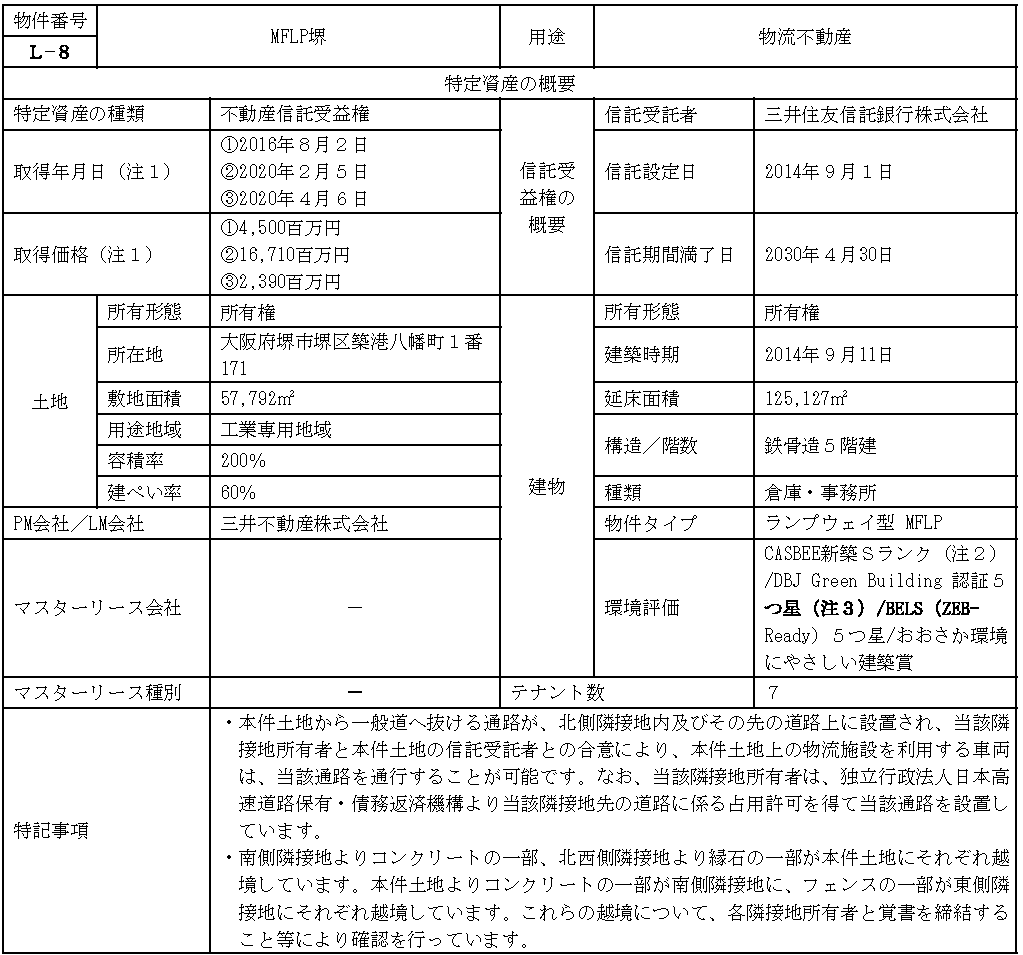 物件番号
L-8
MFLP堺
用途
物流不動産
特定資産の概要
特定資産の種類
不動産信託受益権
信託受益権の概要
信託受託者
三井住友信託銀行株式会社
取得年月日（注１）
①2016年８月２日
②2020年２月５日
③2020年４月６日
信託設定日
2014年９月１日
取得価格（注１）
①4,500百万円
②16,710百万円
③2,390百万円
信託期間満了日
2030年４月30日
土地
所有形態
所有権
建物
所有形態
所有権
所在地
大阪府堺市堺区築港八幡町１番
171
建築時期
2014年９月11日
敷地面積
57,792㎡
延床面積
125,127㎡
用途地域
工業専用地域
構造／階数
鉄骨造５階建
容積率
200%
建ぺい率
60%
種類
倉庫・事務所
PM会社／LM会社
三井不動産株式会社
物件タイプ
ランプウェイ型 MFLP
マスターリース会社
－
環境評価
CASBEE新築Ｓランク（注２）
/DBJ Green Building 認証５
つ星（注３）/BELS（ZEB-
Ready）５つ星/おおさか環境
にやさしい建築賞
マスターリース種別
－
テナント数
７
特記事項
・本件土地から一般道へ抜ける通路が、北側隣接地内及びその先の道路上に設置され、当該隣
接地所有者と本件土地の信託受託者との合意により、本件土地上の物流施設を利用する車両
は、当該通路を通行することが可能です。なお、当該隣接地所有者は、独立行政法人日本高
速道路保有・債務返済機構より当該隣接地先の道路に係る占用許可を得て当該通路を設置し
ています。
・南側隣接地よりコンクリートの一部、北西側隣接地より縁石の一部が本件土地にそれぞれ越
境しています。本件土地よりコンクリートの一部が南側隣接地に、フェンスの一部が東側隣
接地にそれぞれ越境しています。これらの越境について、各隣接地所有者と覚書を締結する
こと等により確認を行っています。